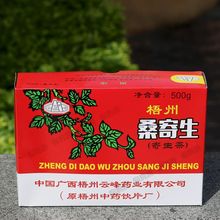 净含量：500g
梧州
桑寄生
（寄生茶）
ZHENG DI DAO WU ZHOU SANG JI SHENG
中国广西梧州云峰药业有限公司
（原梧州中药饮片厂）